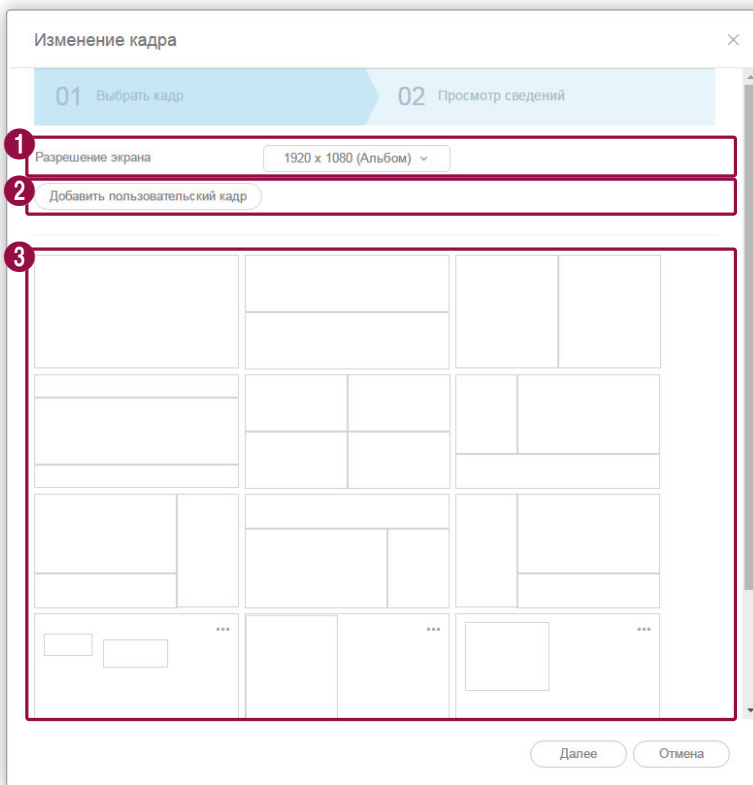 Изменение кадра
01 Выбрать кадр 02 Просмотр сведений
1
Разрешение экрана 1920 x 1080 (Альбом)
2
Добавить пользовательский кадр
3
Далее Отмена